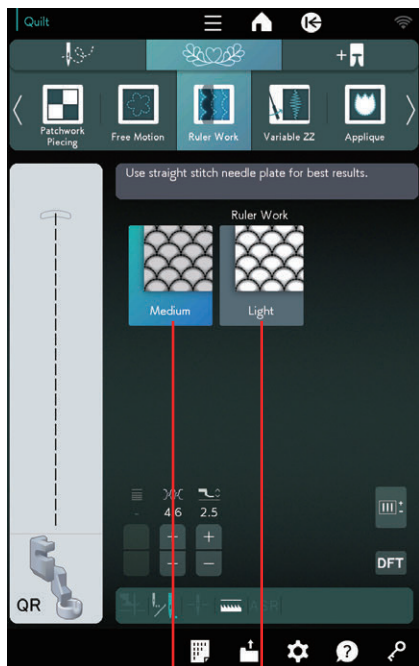 Quilt
Patchwork
Piecing
Free Motion
Ruler Work
Variable ZZ
Applique
Use straight stitch needle plate for best results.
Ruler Work
Medium
Light
-
4.6
2.5
+
+
−
−
DFT
QR
ASR
?